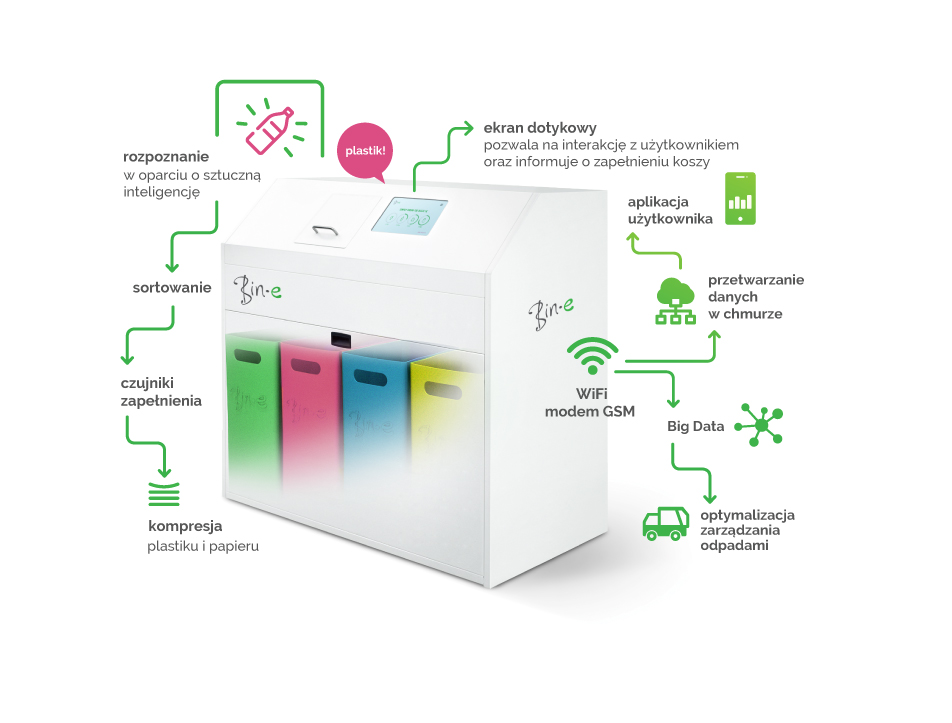 plastik!
ekran dotykowy
pozwala na interakcję z użytkownikiem
oraz informuje o zapełnieniu koszy
rozpoznanie
w oparciu o sztuczną
inteligencję
aplikacja
użytkownika
sortowanie
Bin-e
Bin-e
przetwarzanie
danych
w chmurze
czujniki
zapełnienia
WiFi
modem GSM
Big Data
kompresja
plastiku i papieru
optymalizacja
zarządzania
odpadami